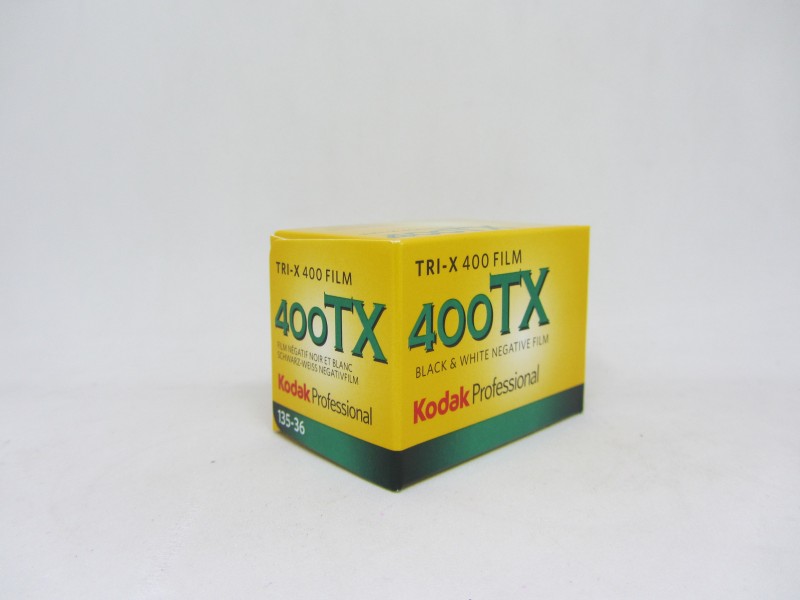 TRI-X 400 FILM
400TX
FILM NÉGATIF NOIR ET BLANC
SCHWARZ-WEISS NEGATIVFILM
Kodak Professional
135-36
TRI-X 400 FILM
400TX
BLACK & WHITE NEGATIVE FILM
Kodak Professional